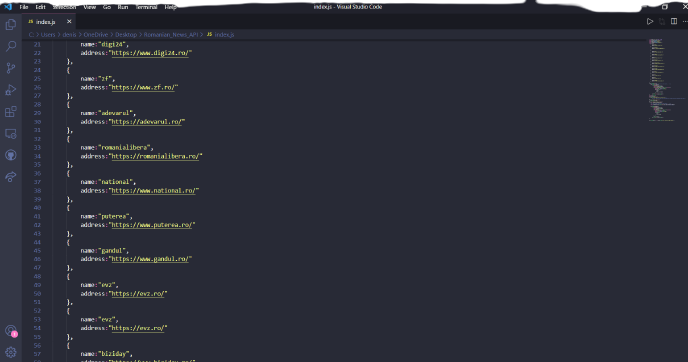 File Edit Selection View Go Run Terminal Help
index.js - Visual Studio Code
JS index.js
C: > Users > denis > OneDrive > Desktop > Romanian_News_API > JS index.js
21 name:"digi24",
22 address:"https://www.digi24.ro/"
23 },
24 {
25 name:"zf",
26 address:"https://www.zf.ro/"
27 },
28 {
29 name:"adevarul",
30 address:"https://adevarul.ro/"
31 },
32 {
33 name:"romanialibera",
34 address:"https://romanialibera.ro/"
35 },
36 {
37 name:"national",
38 address:"https://www.national.ro/"
39 },
40 {
41 name:"puterea",
42 address:"https://www.puterea.ro/"
43 },
44 {
45 name:"gandul",
46 address:"https://www.gandul.ro/"
47 },
48 {
49 name:"evz",
50 address:"https://evz.ro/"
51 },
52 {
53 name:"evz",
54 address:"https://evz.ro/"
55 },
56 {
57 name:"biziday",